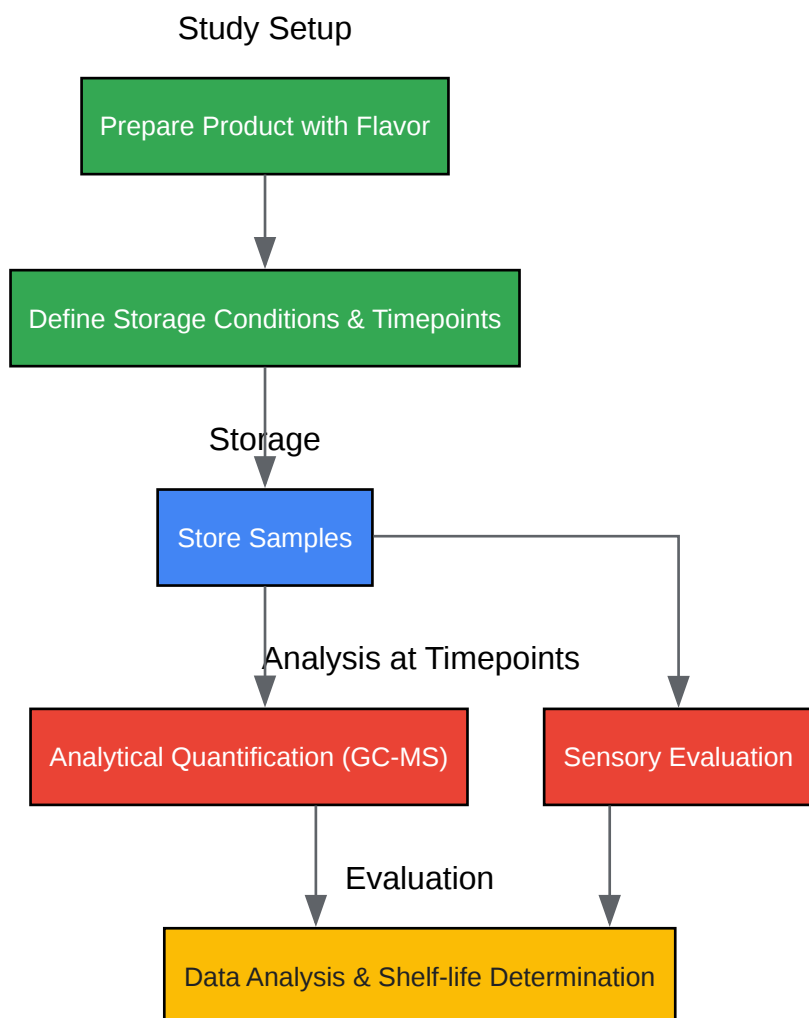 Study Setup
Prepare Product with Flavor
Define Storage Conditions & Timepoints
Storage
Store Samples
Analysis at Timepoints
Analytical Quantification (GC-MS)
Sensory Evaluation
Evaluation
Data Analysis & Shelf-life Determination